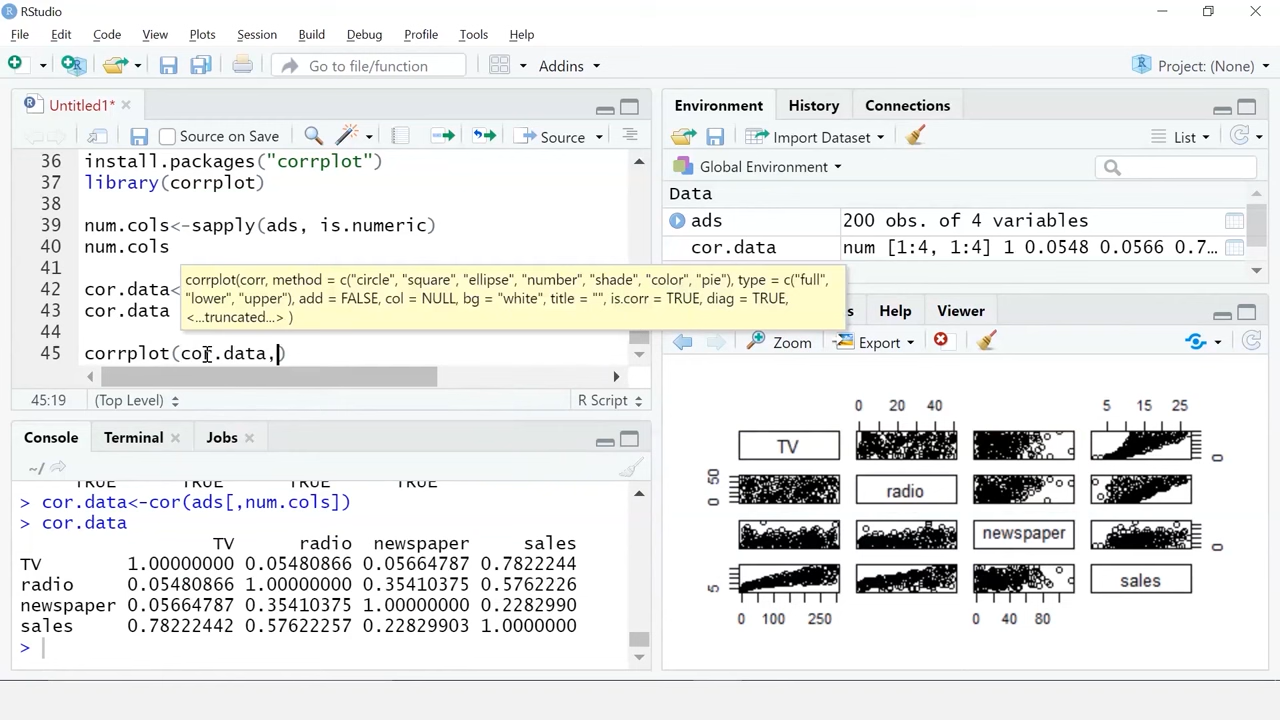 RStudio
File Edit Code View Plots Session Build Debug Profile Tools Help
Go to file/function Addins Project: (None)
Untitled1*
Source on Save Source
36 install.packages("corrplot")
37 library(corrplot)
38
39 num.cols<-sapply(ads, is.numeric)
40 num.cols
41
42 cor.data<
43 cor.data
44
45 corrplot(cor.data,)
corrplot(corr, method = c("circle", "square", "ellipse", "number", "shade", "color", "pie"), type = c("full",
"lower", "upper"), add = FALSE, col = NULL, bg = "white", title = "", is.corr = TRUE, diag = TRUE,
<...truncated...> )
45:19 (Top Level) R Script
Console Terminal Jobs
~/
TRUE TRUE TRUE TRUE
> cor.data<-cor(ads[,num.cols])
> cor.data
TV radio newspaper sales
TV 1.00000000 0.05480866 0.05664787 0.7822244
radio 0.05480866 1.00000000 0.35410375 0.5762226
newspaper 0.05664787 0.35410375 1.00000000 0.2282990
sales 0.78222442 0.57622257 0.22829903 1.0000000
>
Environment History Connections
Import Dataset List
Global Environment
Data
ads 200 obs. of 4 variables
cor.data num [1:4, 1:4] 1 0.0548 0.0566 0.7...
s Help Viewer
Zoom Export
0 20 40 5 15 25
TV 0
0 50 radio
newspaper 0
5 sales
0 100 250 0 40 80